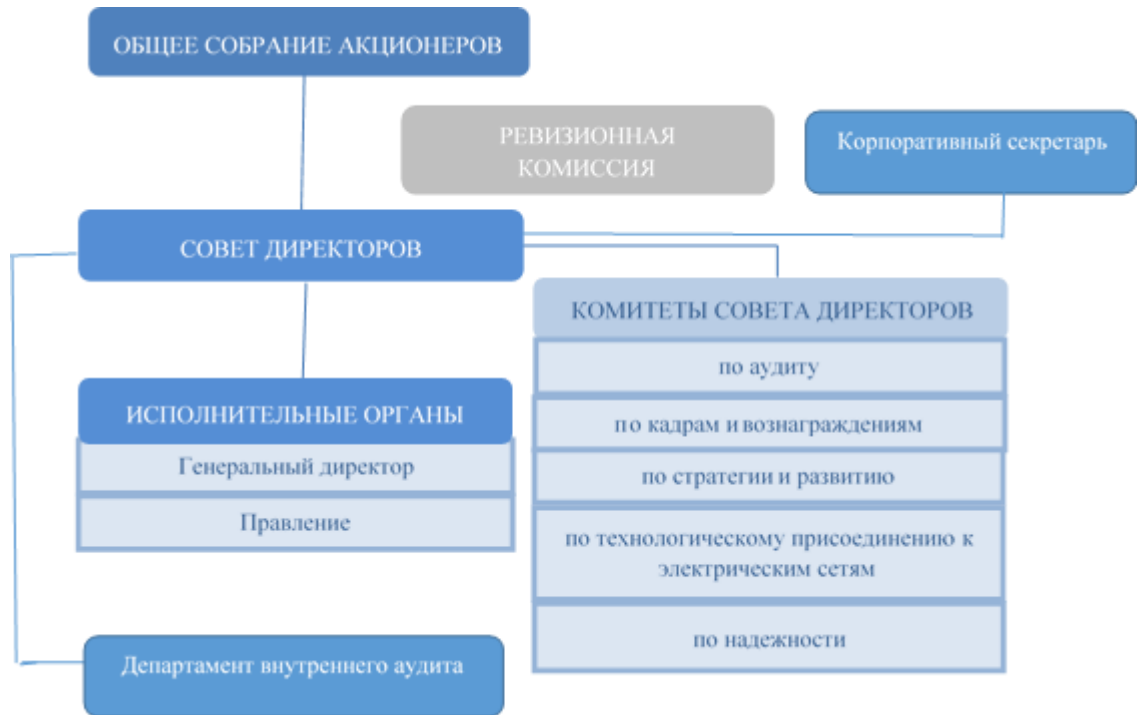 ОБЩЕЕ СОБРАНИЕ АКЦИОНЕРОВ
РЕВИЗИОННАЯ
КОМИССИЯ
Корпоративный секретарь
СОВЕТ ДИРЕКТОРОВ
КОМИТЕТЫ СОВЕТА ДИРЕКТОРОВ
по аудиту
по кадрам и вознаграждениям
по стратегии и развитию
по технологическому присоединению к
электрическим сетям
по надежности
ИСПОЛНИТЕЛЬНЫЕ ОРГАНЫ
Генеральный директор
Правление
Департамент внутреннего аудита